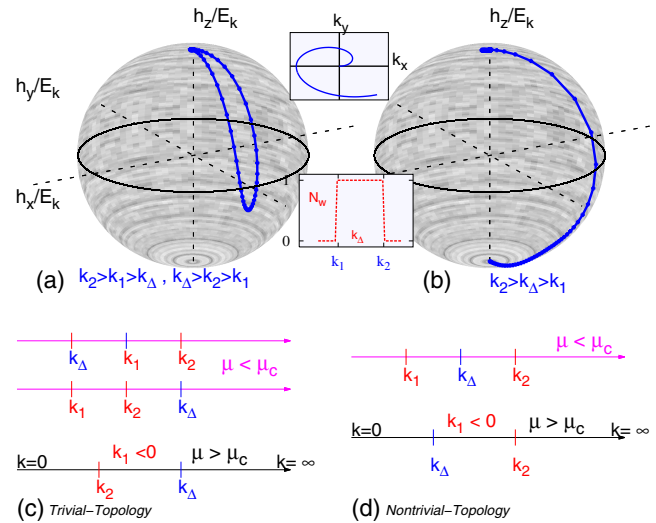 h_z/E_k
h_y/E_k
h_x/E_k
(a)
k_2>k_1>k_Δ , k_Δ>k_2>k_1
k_y
k_x
1
N_w
k_Δ
0
k_1 k_2
h_z/E_k
(b)
k_2>k_Δ>k_1
k_Δ k_1 k_2
μ < μ_c
k_1 k_2 k_Δ
k=0 k_1 <0 μ > μ_c k= ∞
k_2 k_Δ
(c) Trivial–Topology
μ < μ_c
k_1 k_Δ k_2
k=0 k_1 < 0 μ > μ_c k= ∞
k_Δ k_2
(d) Nontrivial–Topology